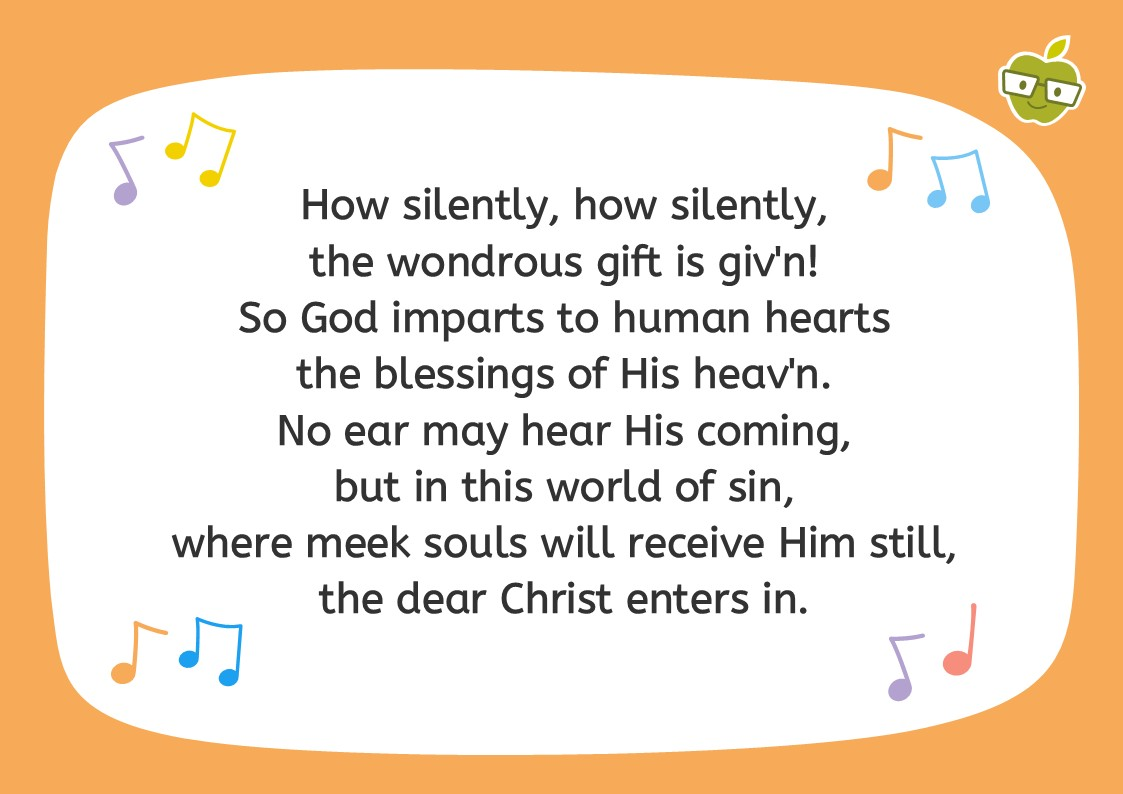 How silently, how silently,
the wondrous gift is giv'n!
So God imparts to human hearts
the blessings of His heav'n.
No ear may hear His coming,
but in this world of sin,
where meek souls will receive Him still,
the dear Christ enters in.